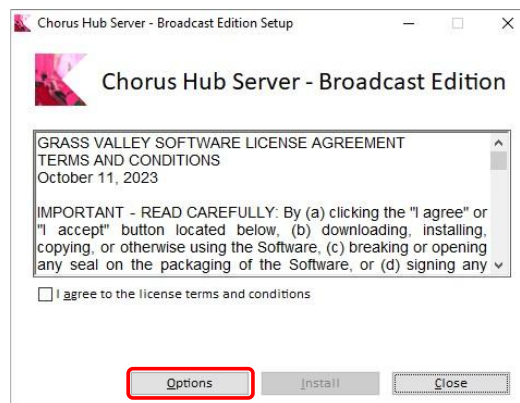 Chorus Hub Server - Broadcast Edition Setup
Chorus Hub Server - Broadcast Edition
GRASS VALLEY SOFTWARE LICENSE AGREEMENT
TERMS AND CONDITIONS
October 11, 2023
IMPORTANT - READ CAREFULLY: By (a) clicking the "I agree" or
"I accept" button located below, (b) downloading, installing,
copying, or otherwise using the Software, (c) breaking or opening
any seal on the packaging of the Software, or (d) signing any
I agree to the license terms and conditions
Options Install Close